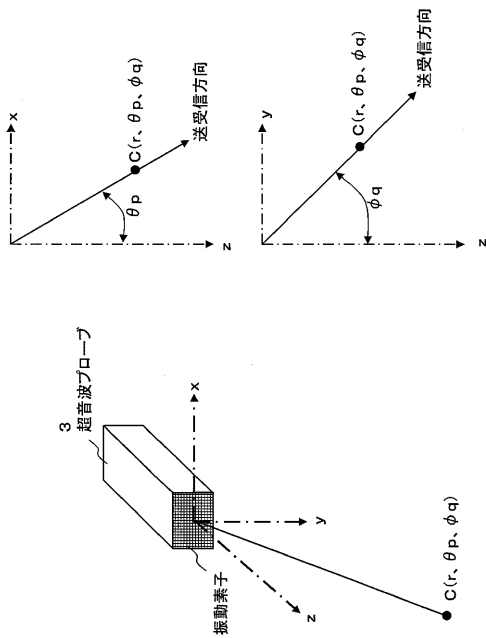 3
超音波プローブ
振動素子
x
y
z
C(r、θp、φq)
x
z
θp
C(r、θp、φq)
送受信方向
y
z
φq
C(r、θp、φq)
送受信方向